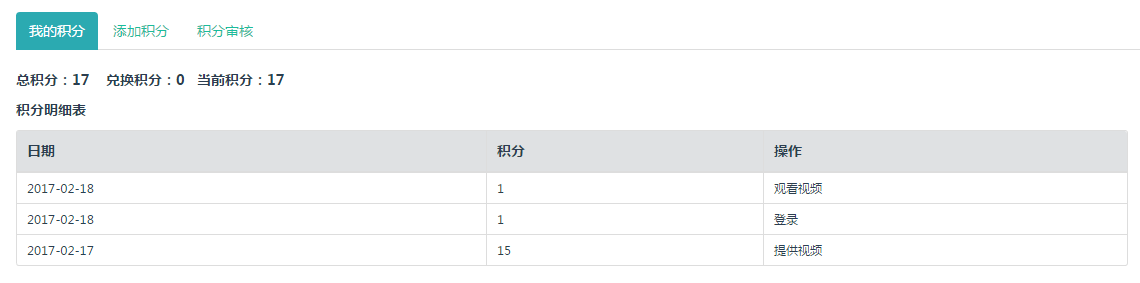 我的积分 添加积分 积分审核
总积分：17 兑换积分：0 当前积分：17
积分明细表
日期 积分 操作
2017-02-18 1 观看视频
2017-02-18 1 登录
2017-02-17 15 提供视频